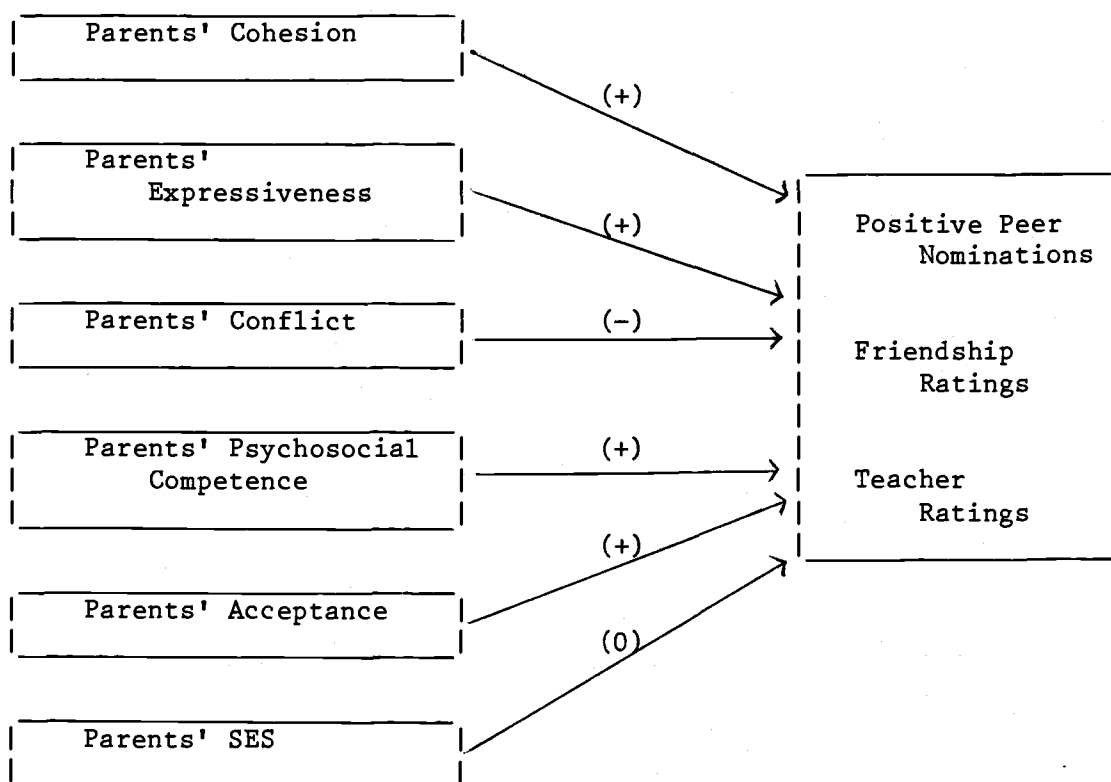 Parents' Cohesion
(+)
Parents'
Expressiveness
(+)
Parents' Conflict
(-)
Parents' Psychosocial
Competence
(+)
Parents' Acceptance
(+)
Parents' SES
(0)
Positive Peer
Nominations
Friendship
Ratings
Teacher
Ratings